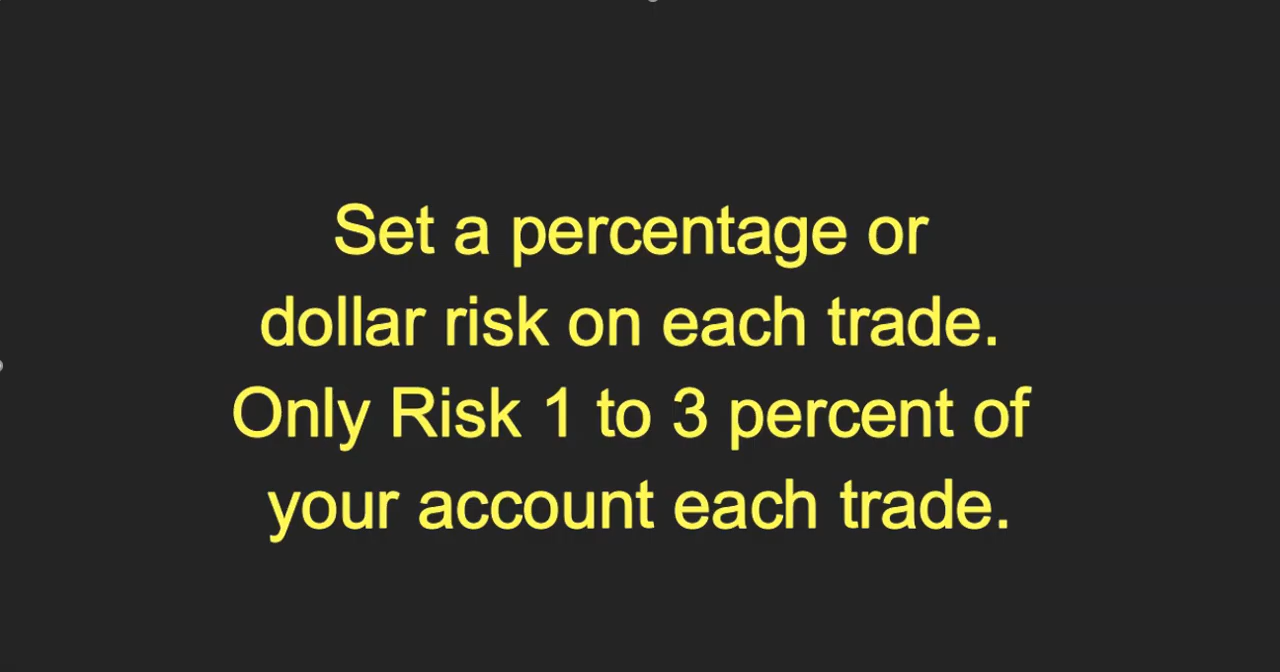 Set a percentage or
dollar risk on each trade.
Only Risk 1 to 3 percent of
your account each trade.